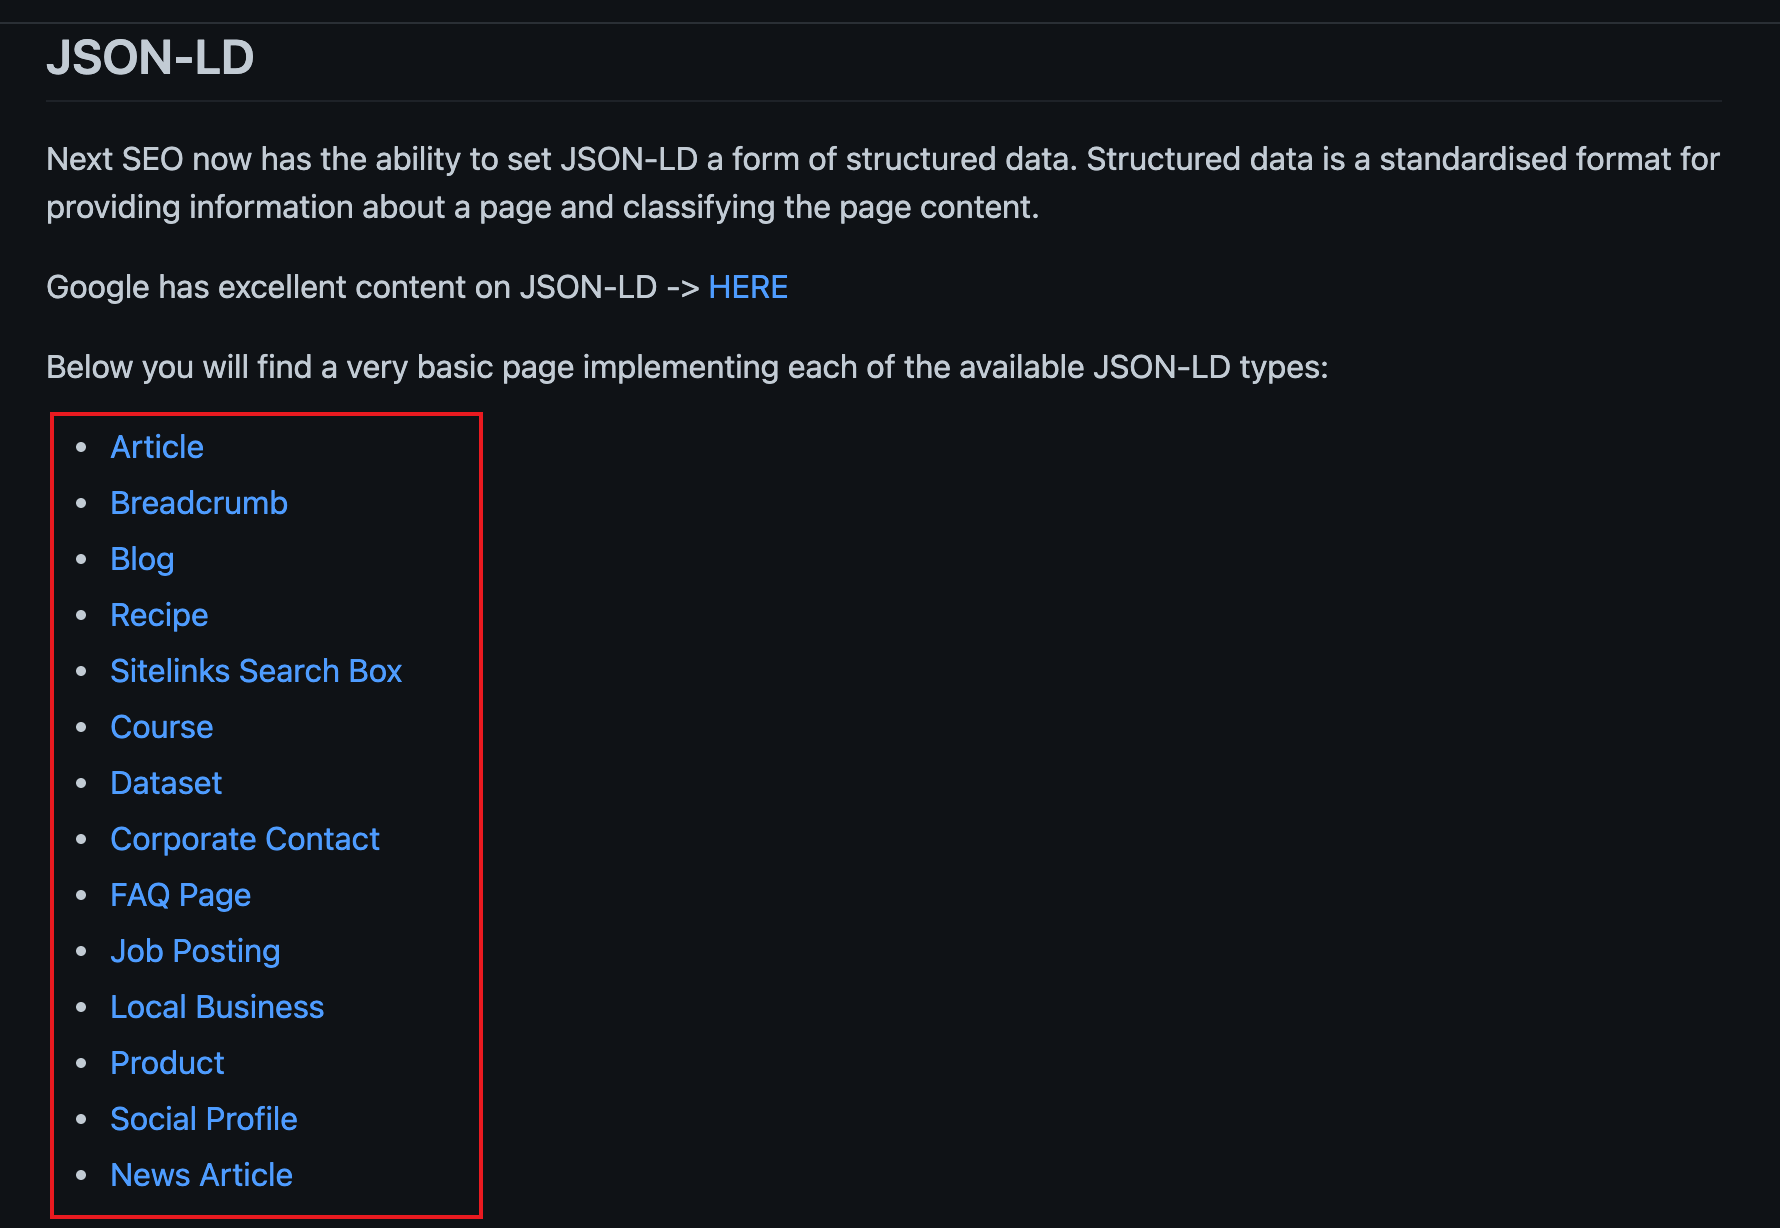 JSON-LD
Next SEO now has the ability to set JSON-LD a form of structured data. Structured data is a standardised format for
providing information about a page and classifying the page content.
Google has excellent content on JSON-LD -> HERE
Below you will find a very basic page implementing each of the available JSON-LD types:
• Article
• Breadcrumb
• Blog
• Recipe
• Sitelinks Search Box
• Course
• Dataset
• Corporate Contact
• FAQ Page
• Job Posting
• Local Business
• Product
• Social Profile
• News Article